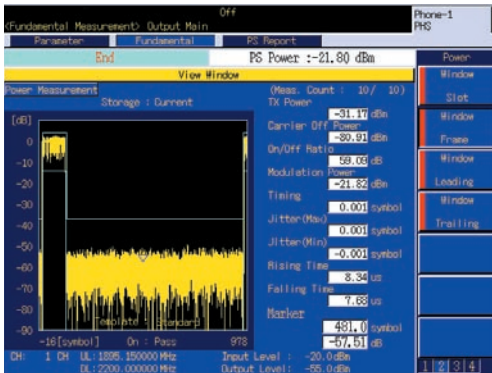 Off
<Fundamental Measurement> Output Main
Phone-1
PHS
Parameter Fundamental PS Report
End PS Power :-21.80 dBm
Power
View Window
Window
Slot
Window
Frame
Window
Leading
Window
Trailing
Power Measurement (Meas. Count : 10/ 10)
Storage : Current
TX Power
-31.17 dBm
Carrier Off Power
-80.91 dBm
On/Off Ratio
59.09 dB
Modulation Power
-21.82 dBm
Timing
0.001 symbol
Jitter(Max)
0.001 symbol
Jitter(Min)
-0.001 symbol
Rising Time
8.34 us
Falling Time
7.68 us
Marker
481.0 symbol
-57.51 dB
[dB]
0
-10
-20
-30
-40
-50
-60
-70
-80
-90
Template : Standard
-16[symbol] On : Pass 978
CH: 1 CH UL:1895.150000MHz Input Level : -20.0dBm
DL:2200.000000MHz Output Level : -55.0dBm
1 2 3 4